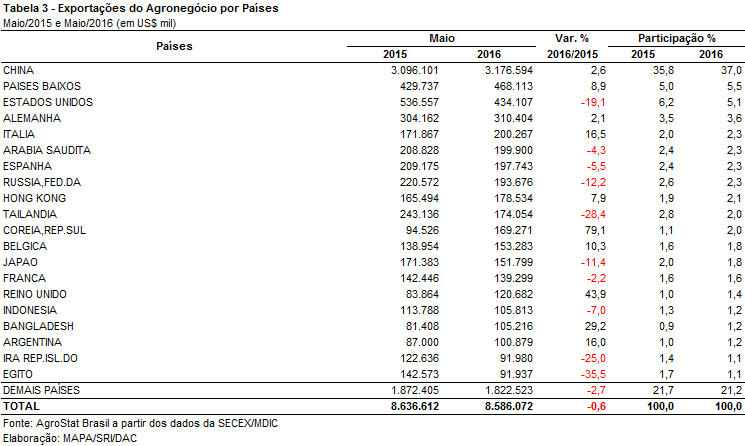 Tabela 3 - Exportações do Agronegócio por Países
Maio/2015 e Maio/2016 (em US$ mil)
Países Maio Var. % Participação %
2015 2016 2016/2015 2015 2016
CHINA 3.096.101 3.176.594 2,6 35,8 37,0
PAISES BAIXOS 429.737 468.113 8,9 5,0 5,5
ESTADOS UNIDOS 536.557 434.107 -19,1 6,2 5,1
ALEMANHA 304.162 310.404 2,1 3,5 3,6
ITALIA 171.867 200.267 16,5 2,0 2,3
ARABIA SAUDITA 208.828 199.900 -4,3 2,4 2,3
ESPANHA 209.175 197.743 -5,5 2,4 2,3
RUSSIA,FED.DA 220.572 193.676 -12,2 2,6 2,3
HONG KONG 165.494 178.534 7,9 1,9 2,1
TAILANDIA 243.136 174.054 -28,4 2,8 2,0
COREIA,REP.SUL 94.526 169.271 79,1 1,1 2,0
BELGICA 138.954 153.283 10,3 1,6 1,8
JAPAO 171.383 151.799 -11,4 2,0 1,8
FRANCA 142.446 139.299 -2,2 1,6 1,6
REINO UNIDO 83.864 120.682 43,9 1,0 1,4
INDONESIA 113.788 105.813 -7,0 1,3 1,2
BANGLADESH 81.408 105.216 29,2 0,9 1,2
ARGENTINA 87.000 100.879 16,0 1,0 1,2
IRA REP.ISL.DO 122.636 91.980 -25,0 1,4 1,1
EGITO 142.573 91.937 -35,5 1,7 1,1
DEMAIS PAÍSES 1.872.405 1.822.523 -2,7 21,7 21,2
TOTAL 8.636.612 8.586.072 -0,6 100,0 100,0
Fonte: AgroStat Brasil a partir dos dados da SECEX/MDIC
Elaboração: MAPA/SRI/DAC